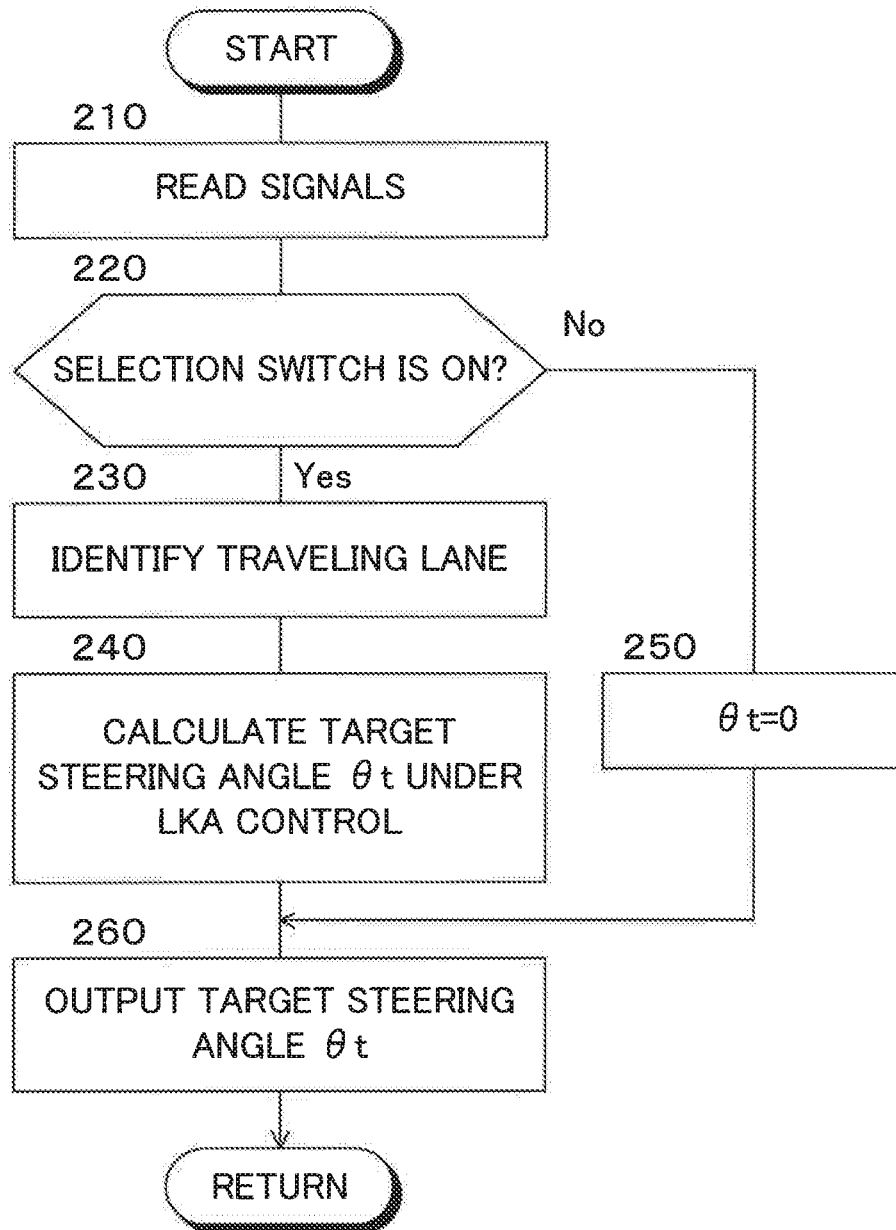 START
210
READ SIGNALS
220
SELECTION SWITCH IS ON?
No
230
Yes
IDENTIFY TRAVELING LANE
240
CALCULATE TARGET
STEERING ANGLE θt UNDER
LKA CONTROL
250
θt=0
260
OUTPUT TARGET STEERING
ANGLE θt
RETURN